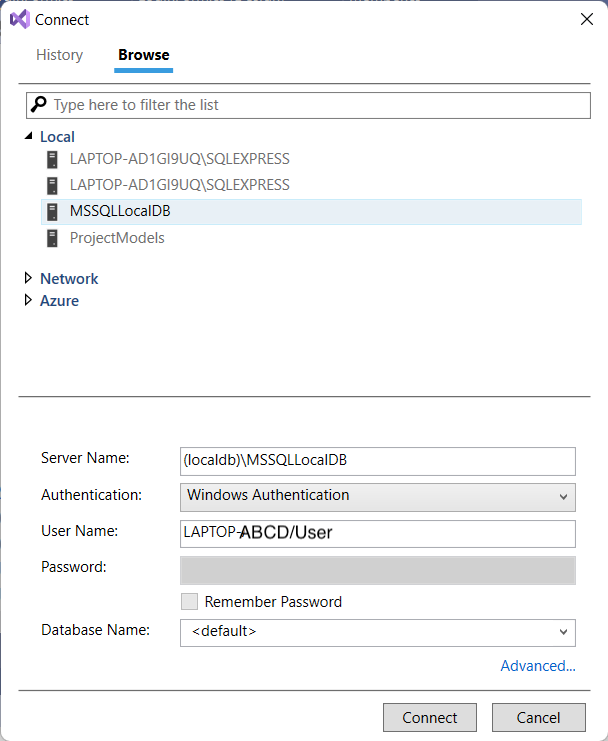 Connect
History Browse
Type here to filter the list
Local
LAPTOP-AD1GI9UQ\SQLEXPRESS
LAPTOP-AD1GI9UQ\SQLEXPRESS
MSSQLLocalDB
ProjectModels
Network
Azure
Server Name: (localdb)\MSSQLLocalDB
Authentication: Windows Authentication
User Name: LAPTOP-ABCD/User
Password:
Remember Password
Database Name: <default>
Advanced...
Connect Cancel